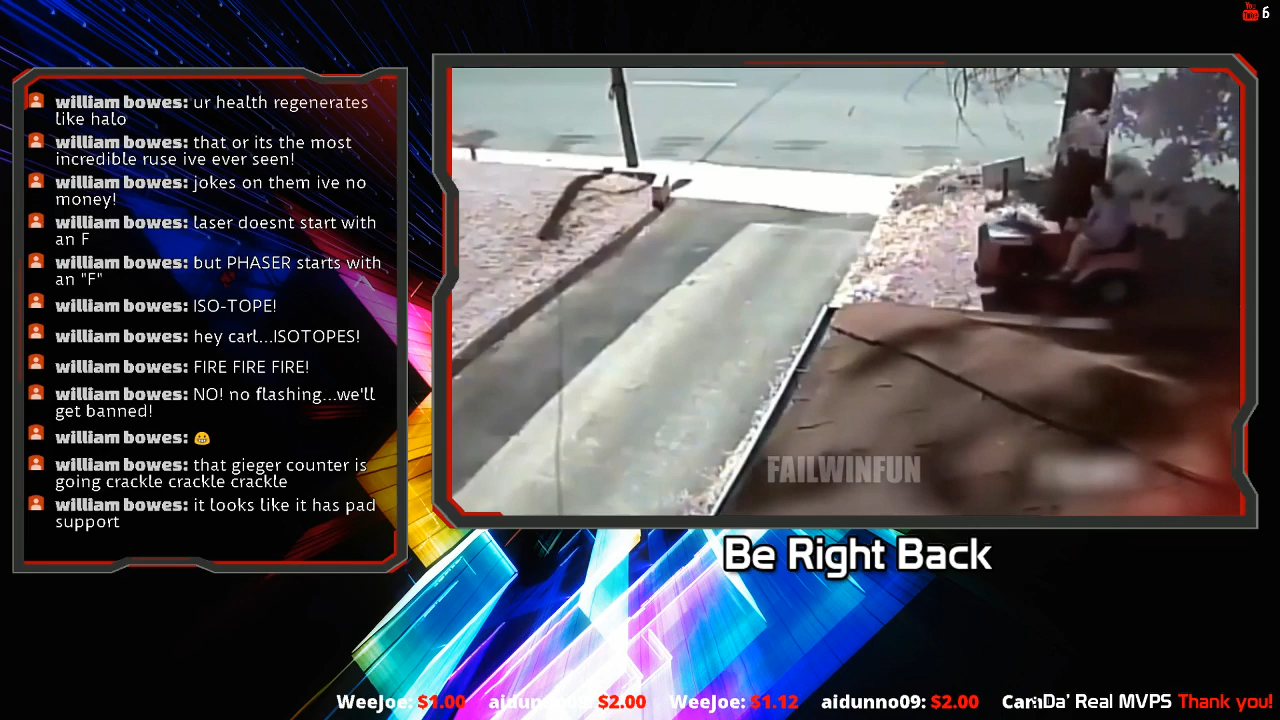 You
Tube 6
william bowes: ur health regenerates
like halo
william bowes: that or its the most
incredible ruse ive ever seen!
william bowes: jokes on them ive no
money!
william bowes: laser doesnt start with
an F
william bowes: but PHASER starts with
an "F"
william bowes: ISO-TOPE!
william bowes: hey carl...ISOTOPES!
william bowes: FIRE FIRE FIRE!
william bowes: NO! no flashing...we'll
get banned!
william bowes: 😬
william bowes: that gieger counter is
going crackle crackle crackle
william bowes: it looks like it has pad
support
FAILWINFUN
Be Right Back
WeeJoe: $1.00 aidunno09: $2.00 WeeJoe: $1.12 aidunno09: $2.00 Da' Real MVPS Thank you!